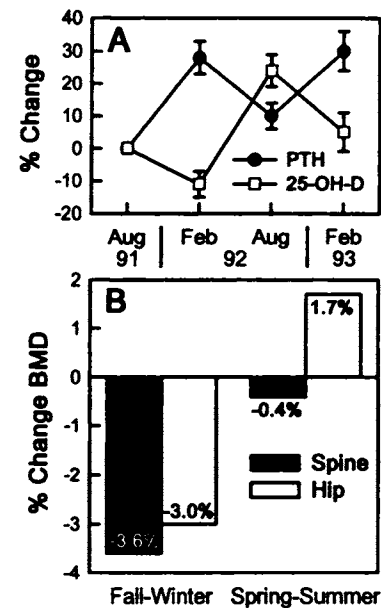 A
% Change
40
30
20
10
0
-10
-20
PTH
25-OH-D
Aug Feb Aug Feb
91 92 93
B
% Change BMD
2
1
0
-1
-2
-3
-4
1.7%
-0.4%
Spine
Hip
-3.0%
-3.6%
Fall-Winter Spring-Summer